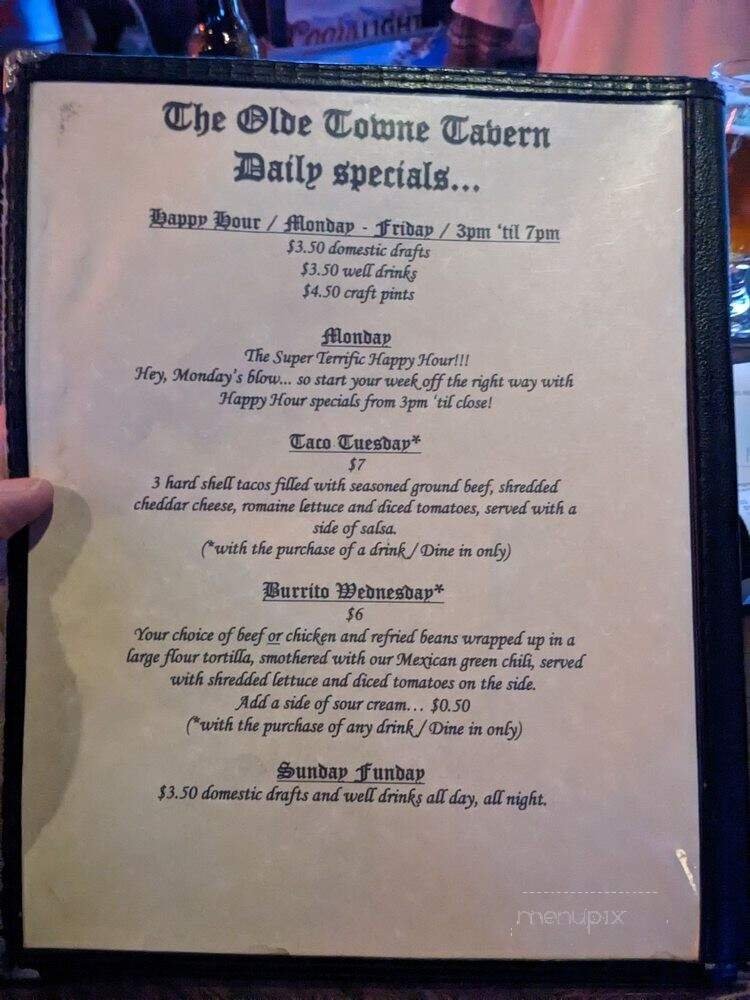 Coors LIGHT
The Olde Towne Tavern
Daily specials...
Happy Hour / Monday - Friday / 3pm ‘til 7pm
$3.50 domestic drafts
$3.50 well drinks
$4.50 craft pints
Monday
The Super Terrific Happy Hour!!!
Hey, Monday's blow... so start your week off the right way with
Happy Hour specials from 3pm ‘til close!
Taco Tuesday*
$7
3 hard shell tacos filled with seasoned ground beef, shredded
cheddar cheese, romaine lettuce and diced tomatoes, served with a
side of salsa.
(*with the purchase of a drink / Dine in only)
Burrito Wednesday*
$6
Your choice of beef or chicken and refried beans wrapped up in a
large flour tortilla, smothered with our Mexican green chili, served
with shredded lettuce and diced tomatoes on the side.
Add a side of sour cream... $0.50
(*with the purchase of any drink / Dine in only)
Sunday Funday
$3.50 domestic drafts and well drinks all day, all night.
menupix